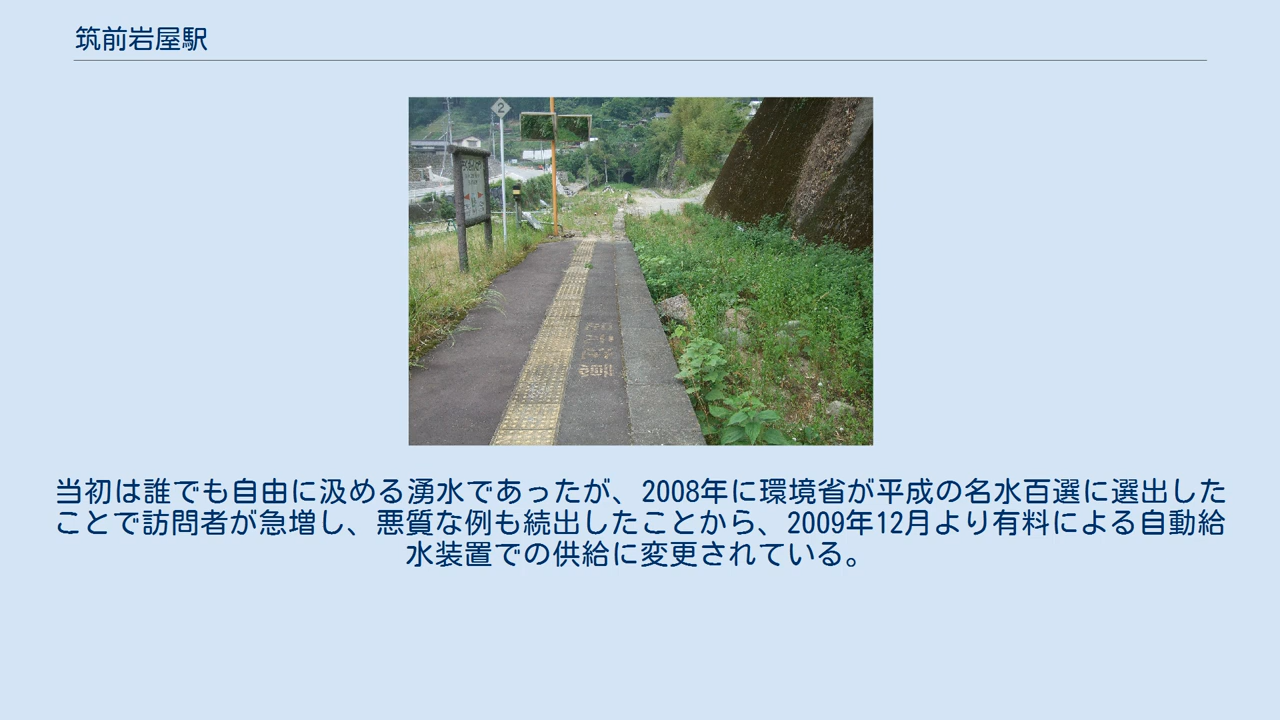 筑前岩屋駅
2
当初は誰でも自由に汲める湧水であったが、2008年に環境省が平成の名水百選に選出した
ことで訪問者が急増し、悪質な例も続出したことから、2009年12月より有料による自動給
水装置での供給に変更されている。